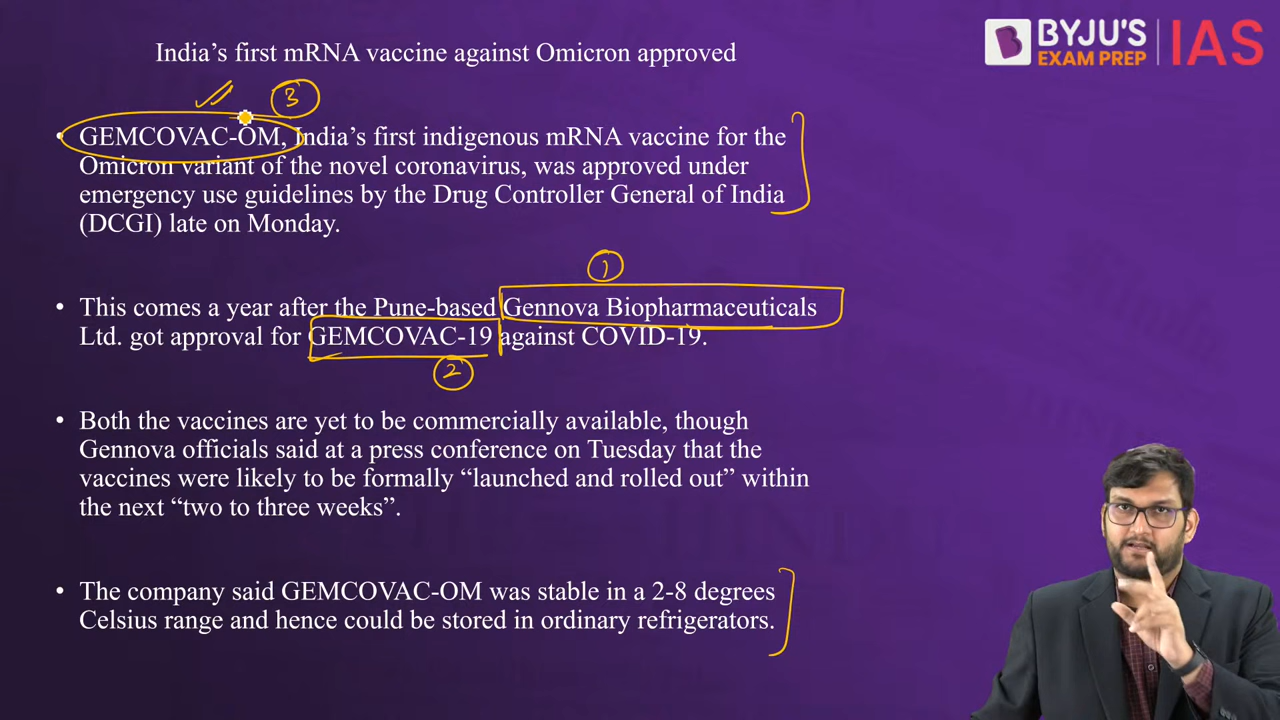 India’s first mRNA vaccine against Omicron approved
BYJU'S
EXAM PREP
IAS
3
• GEMCOVAC-OM, India’s first indigenous mRNA vaccine for the
Omicron variant of the novel coronavirus, was approved under
emergency use guidelines by the Drug Controller General of India
(DCGI) late on Monday.
1
• This comes a year after the Pune-based Gennova Biopharmaceuticals
Ltd. got approval for GEMCOVAC-19 against COVID-19.
2
• Both the vaccines are yet to be commercially available, though
Gennova officials said at a press conference on Tuesday that the
vaccines were likely to be formally “launched and rolled out” within
the next “two to three weeks”.
• The company said GEMCOVAC-OM was stable in a 2-8 degrees
Celsius range and hence could be stored in ordinary refrigerators.